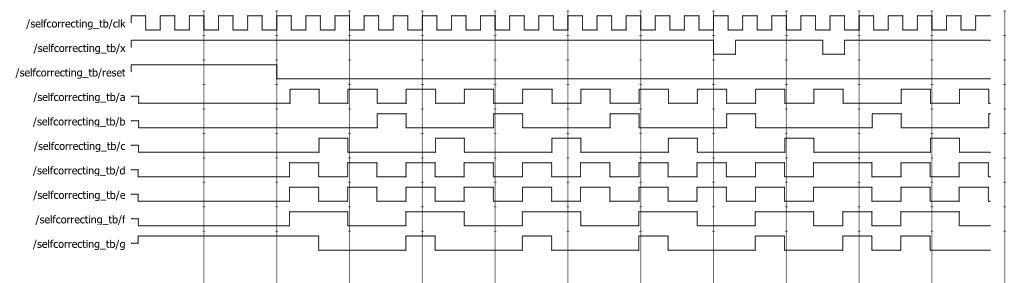 /selfcorrecting_tb/clk
/selfcorrecting_tb/x
/selfcorrecting_tb/reset
/selfcorrecting_tb/a
/selfcorrecting_tb/b
/selfcorrecting_tb/c
/selfcorrecting_tb/d
/selfcorrecting_tb/e
/selfcorrecting_tb/f
/selfcorrecting_tb/g